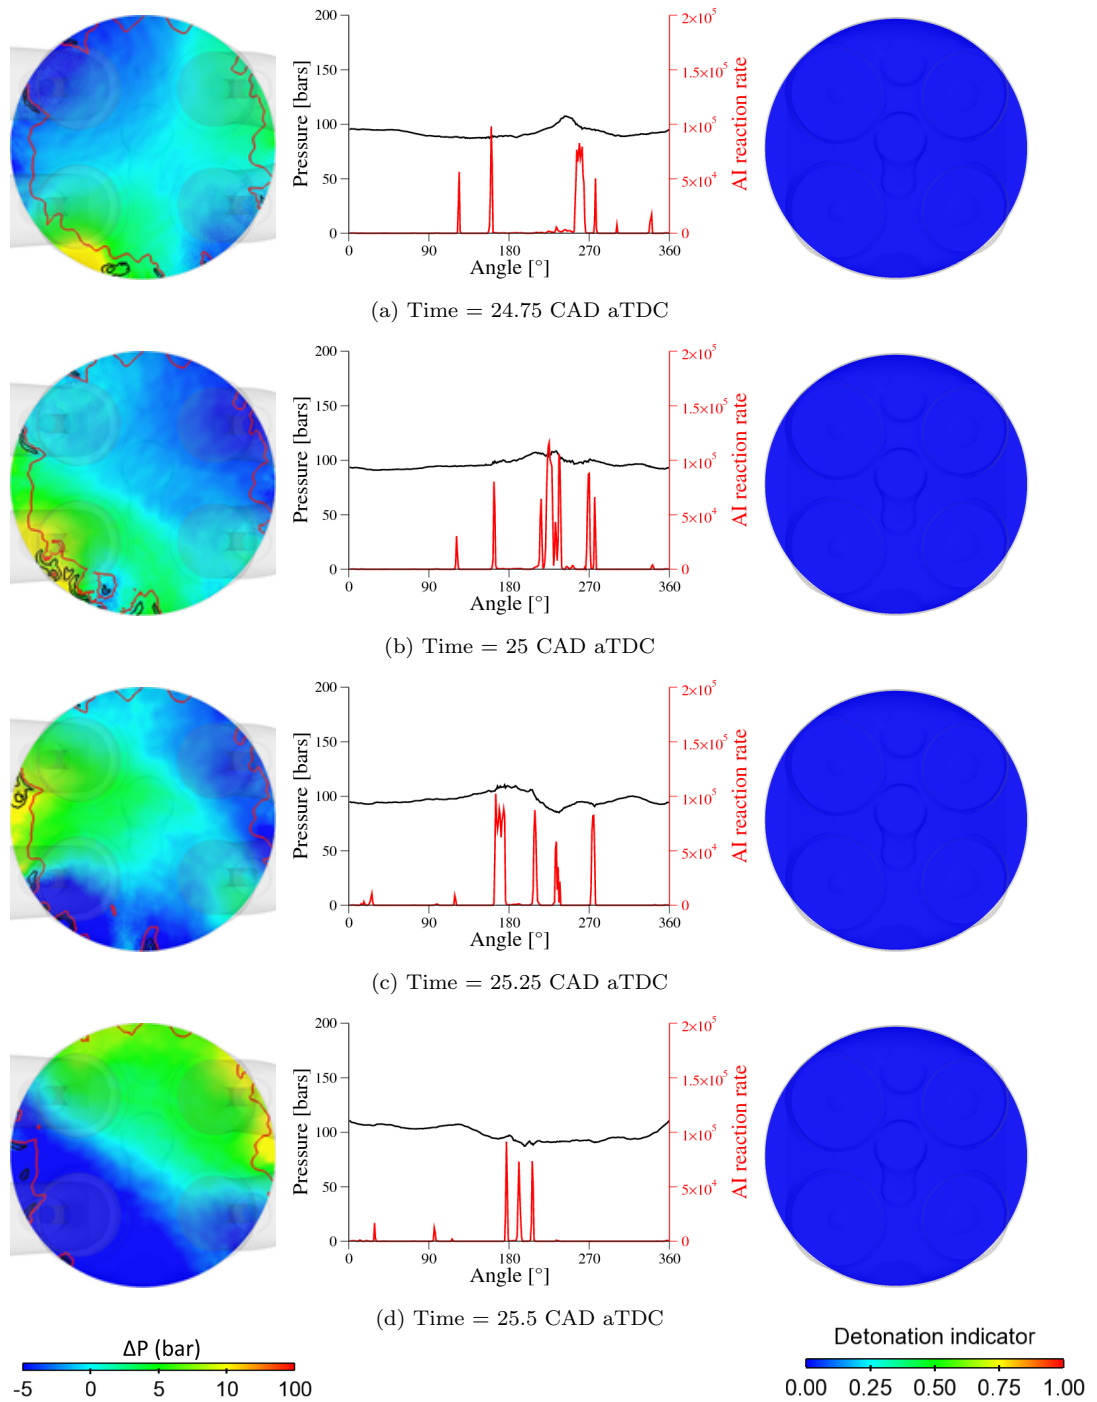 200
150
100
50
0
Pressure [bars]
0 90 180 270 360
Angle [°]
2×10⁵
1.5×10⁵
1×10⁵
5×10⁴
0
AI reaction rate
(a) Time = 24.75 CAD aTDC
200
150
100
50
0
Pressure [bars]
0 90 180 270 360
Angle [°]
2×10⁵
1.5×10⁵
1×10⁵
5×10⁴
0
AI reaction rate
(b) Time = 25 CAD aTDC
200
150
100
50
0
Pressure [bars]
0 90 180 270 360
Angle [°]
2×10⁵
1.5×10⁵
1×10⁵
5×10⁴
0
AI reaction rate
(c) Time = 25.25 CAD aTDC
200
150
100
50
0
Pressure [bars]
0 90 180 270 360
Angle [°]
2×10⁵
1.5×10⁵
1×10⁵
5×10⁴
0
AI reaction rate
(d) Time = 25.5 CAD aTDC
ΔP (bar)
-5 0 5 10 100
Detonation indicator
0.00 0.25 0.50 0.75 1.00